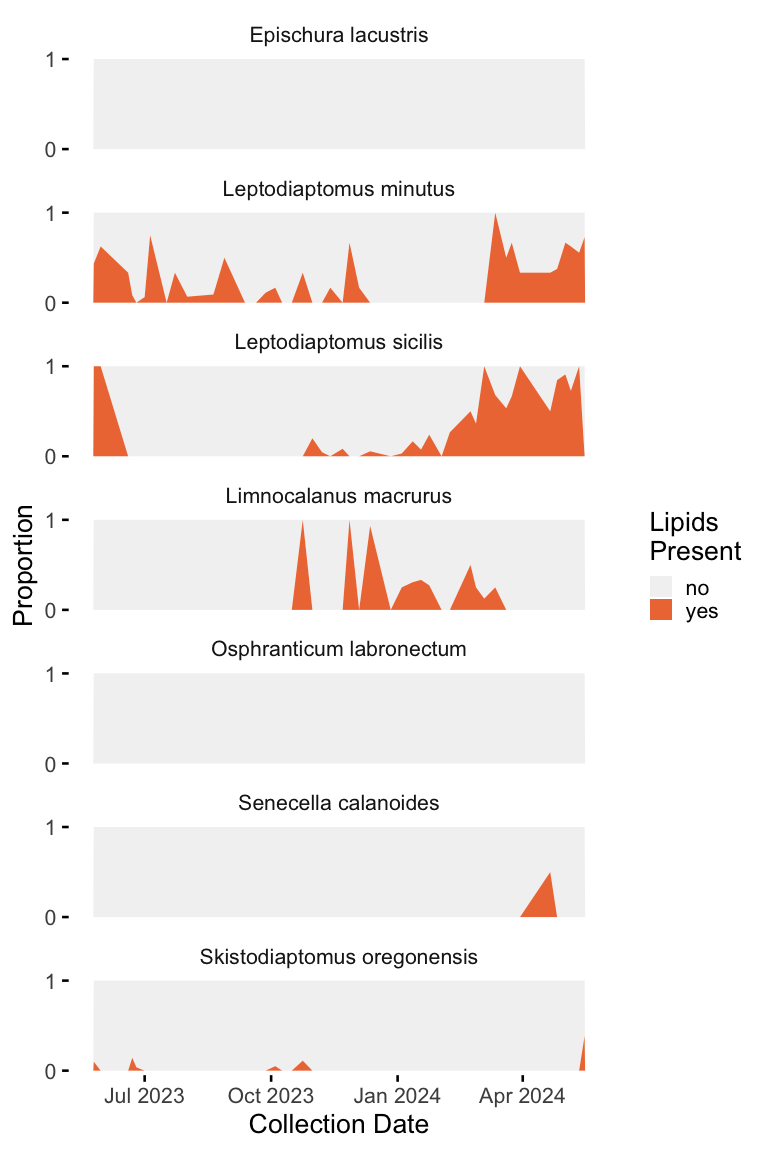 Epischura lacustris
1
0
Leptodiaptomus minutus
1
0
Leptodiaptomus sicilis
1
0
Limnocalanus macrurus
1
0
Osphranticum labronectum
1
0
Senecella calanoides
1
0
Skistodiaptomus oregonensis
1
0
Jul 2023 Oct 2023 Jan 2024 Apr 2024
Collection Date
Proportion
Lipids
Present
no
yes